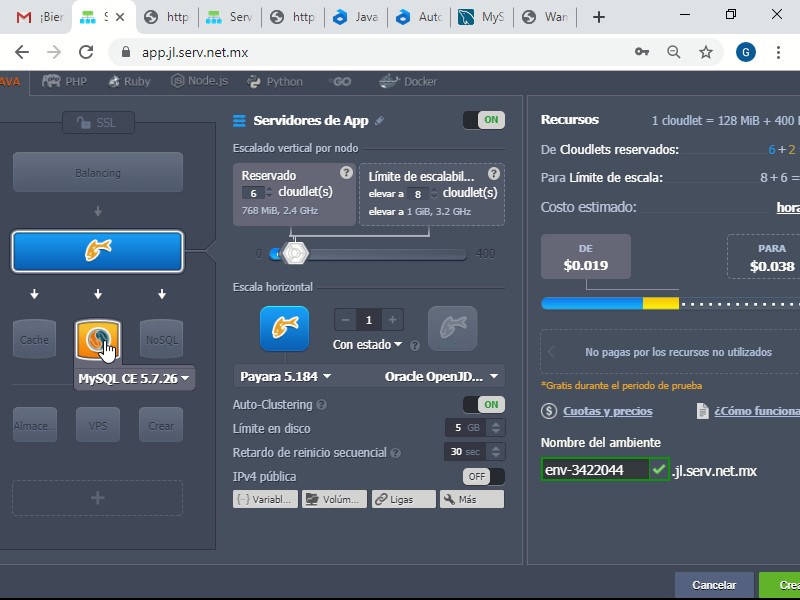 ¡Bier
S
http
Serv
http
Java
Auto
MyS
Wan
app.jl.serv.net.mx
G
AVA
PHP
Ruby
Node.js
Python
GO
Docker
SSL
Balancing
Cache
NoSQL
MySQL CE 5.7.26
Almace...
VPS
Crear
Servidores de App
ON
Escalado vertical por nodo
Reservado
6 cloudlet(s)
768 MiB, 2.4 GHz
Límite de escalabil...
elevar a 8 cloudlet(s)
elevar a 1 GiB, 3.2 GHz
0
400
Escala horizontal
1
Con estado
Payara 5.184
Oracle OpenJD...
Auto-Clustering
ON
Límite en disco
5 GB
Retardo de reinicio secuencial
30 sec
IPv4 pública
OFF
Variabl...
Volúm...
Ligas
Más
Recursos
1 cloudlet = 128 MiB + 400 M
De Cloudlets reservados:
6+2
Para Límite de escala:
8+6 =
Costo estimado:
hora
DE
$0.019
PARA
$0.038
No pagas por los recursos no utilizados
*Gratis durante el periodo de prueba
Cuotas y precios
¿Cómo funciona
Nombre del ambiente
env-3422044
.jl.serv.net.mx
Cancelar
Crea